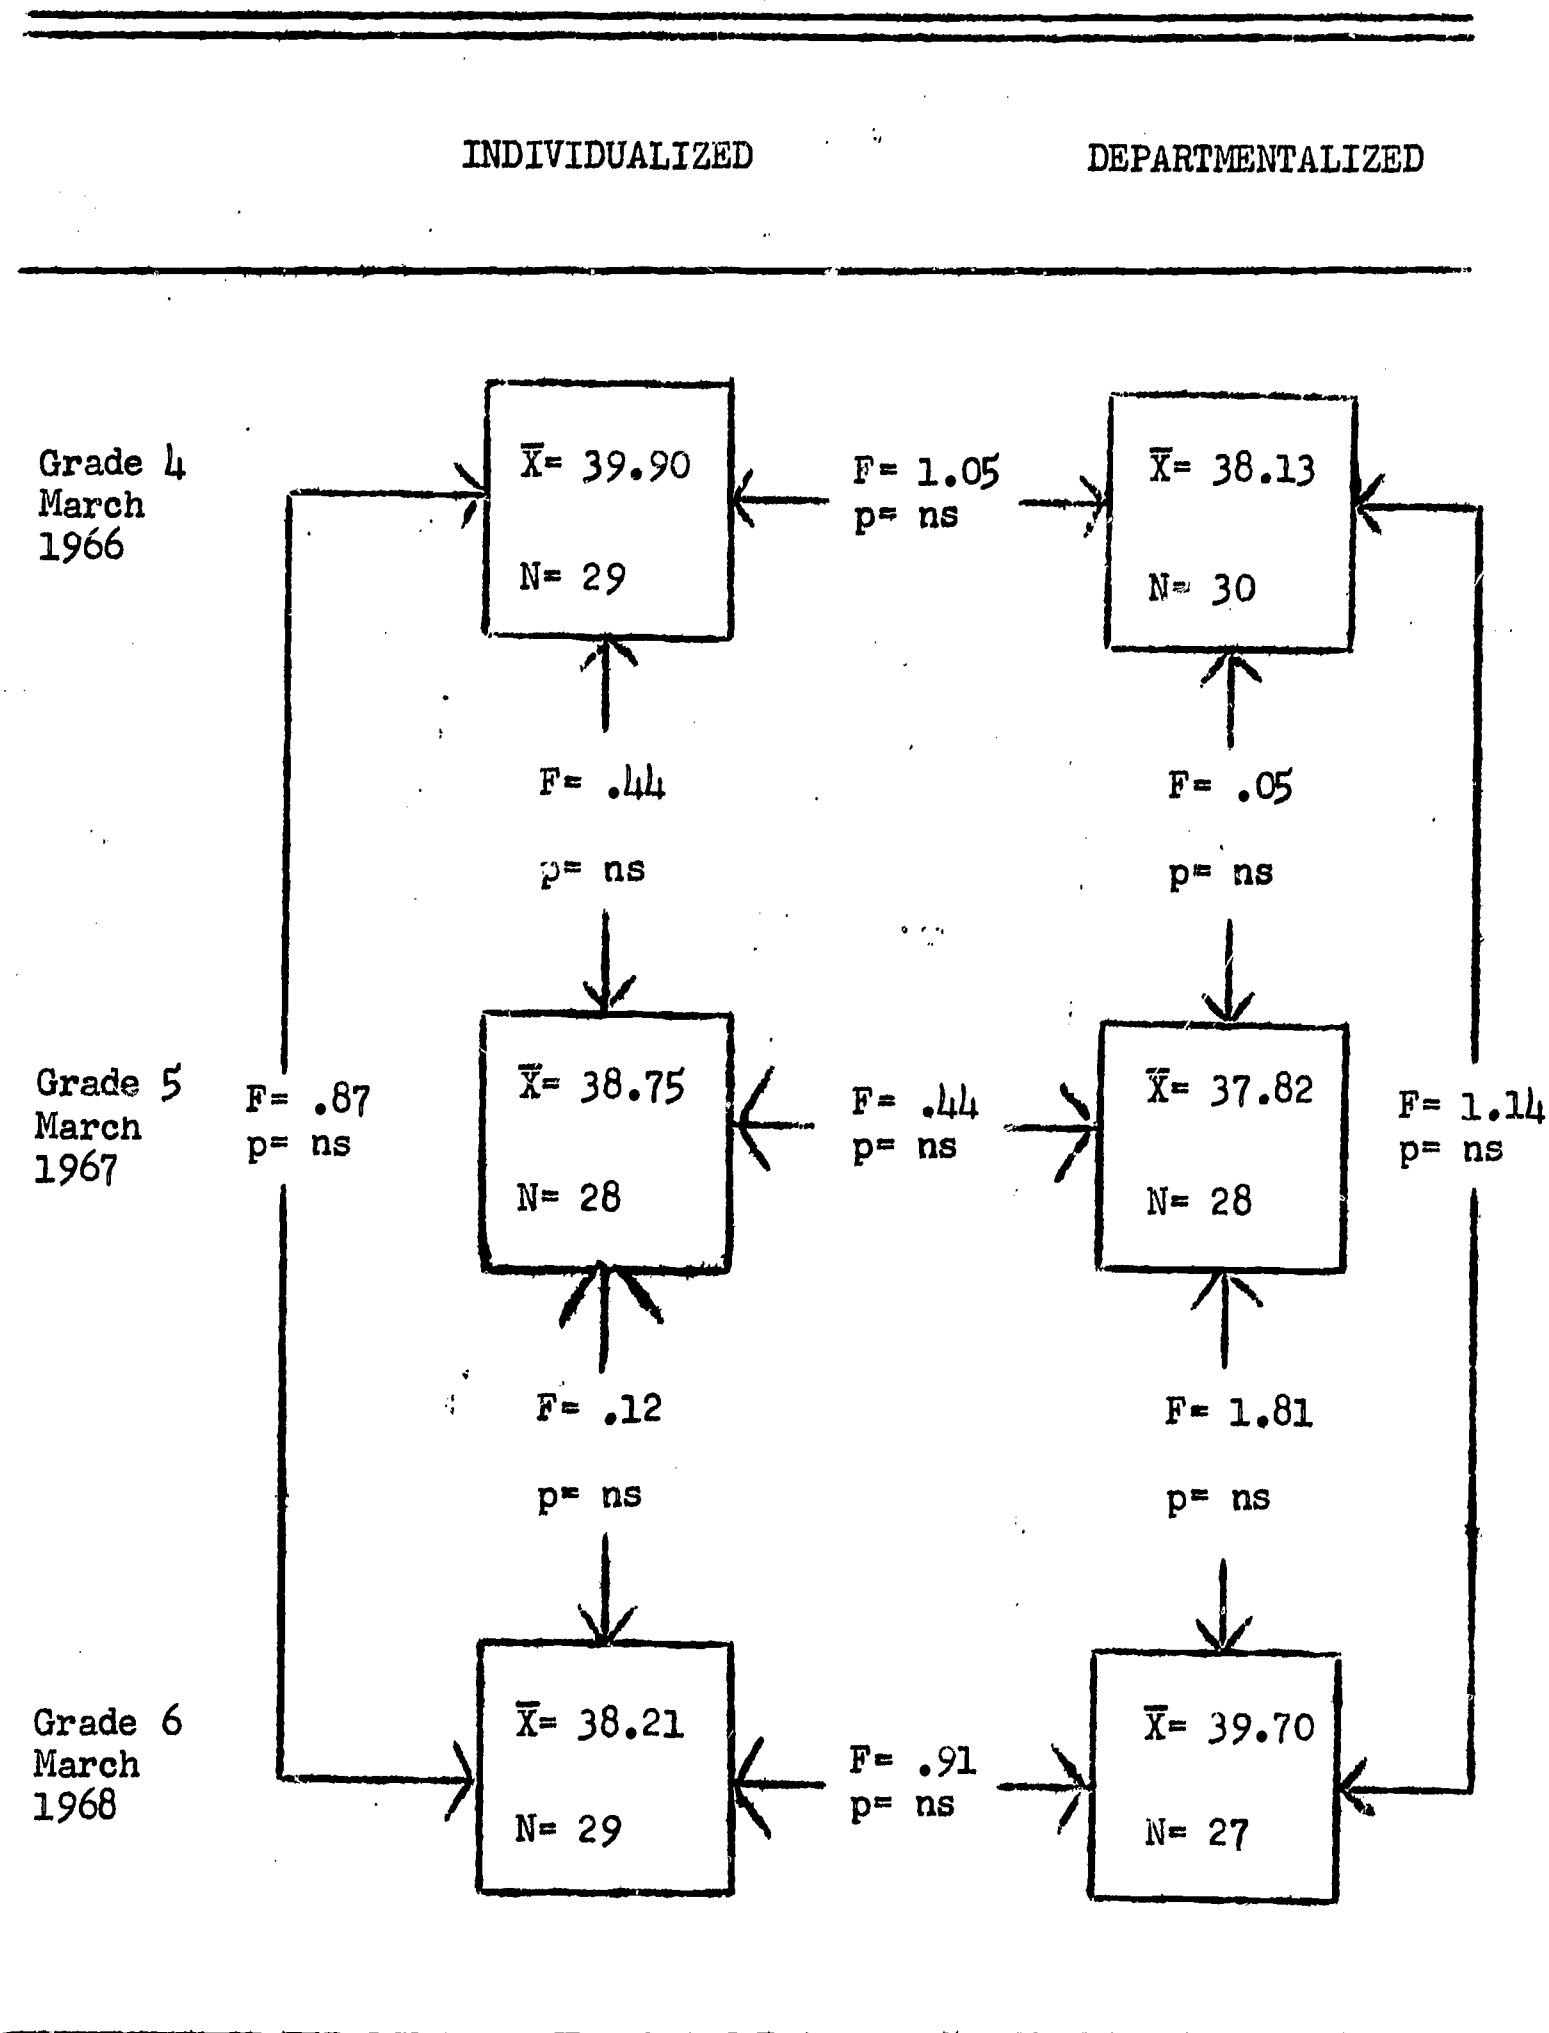 INDIVIDUALIZED DEPARTMENTALIZED
Grade 4
March
1966
X̄= 39.90
N= 29
F= 1.05
p= ns
X̄= 38.13
N= 30
F= .44
p= ns
F= .05
p= ns
Grade 5
March
1967
F= .87
p= ns
X̄= 38.75
N= 28
F= .44
p= ns
X̄= 37.82
N= 28
F= 1.14
p= ns
F= .12
p= ns
F= 1.81
p= ns
Grade 6
March
1968
X̄= 38.21
N= 29
F= .91
p= ns
X̄= 39.70
N= 27